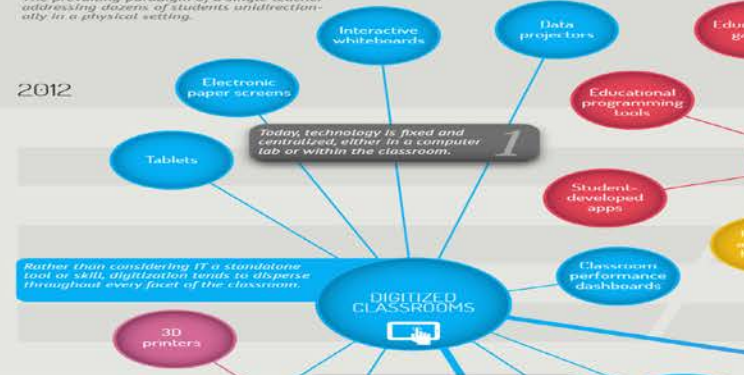 addressing dozens of students unidirection-
ally in a physical setting.
Interactive
whiteboards
Data
projectors
2012
Electronic
paper screens
Educational
programming
tools
Today, technology is fixed and
centralized, either in a computer
lab or within the classroom.
1
Tablets
Student-
developed
apps
Rather than considering IT a standalone
tool or skill, digitization tends to disperse
throughout every facet of the classroom.
Classroom
performance
dashboards
DIGITIZED
CLASSROOMS
3D
printers